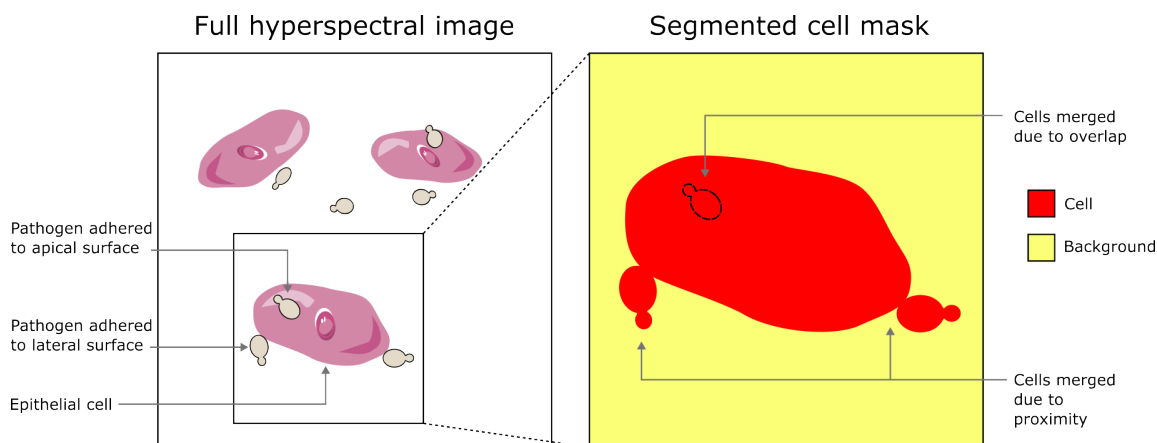 Full hyperspectral image
Segmented cell mask
Pathogen adhered
to apical surface
Pathogen adhered
to lateral surface
Epithelial cell
Cells merged
due to overlap
Cell
Background
Cells merged
due to
proximity